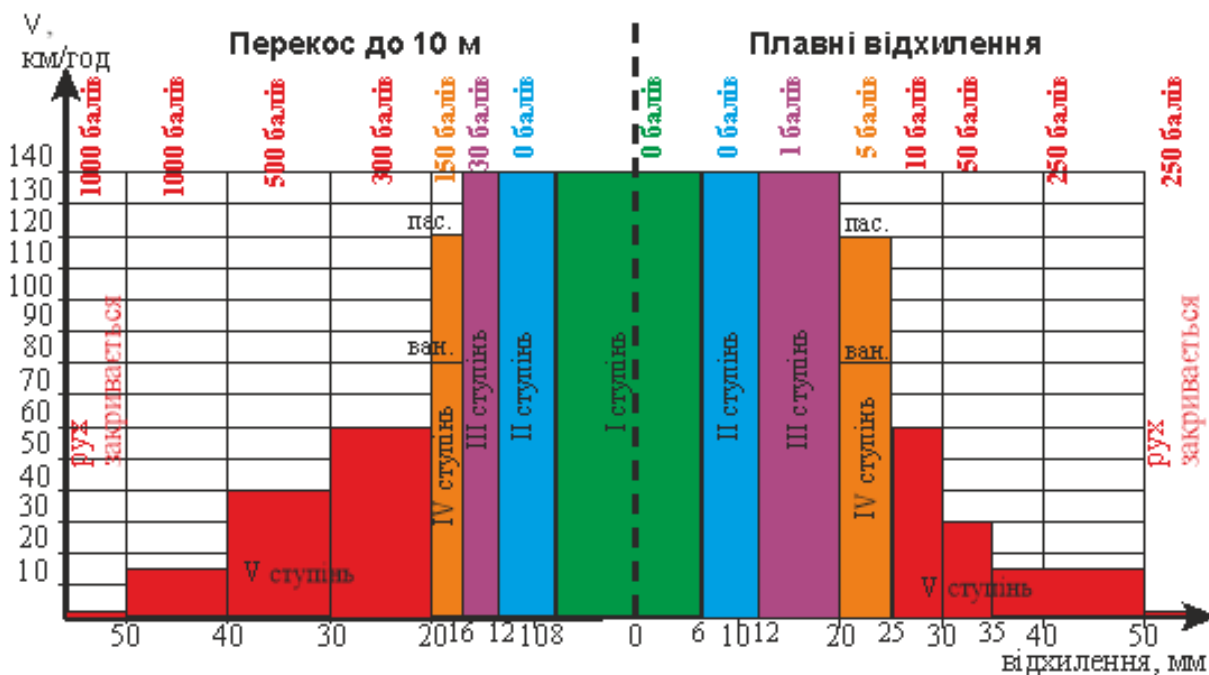 V,
км/год
Перекос до 10 м
Плавні відхилення
1000 балів
1000 балів
500 балів
300 балів
150 балів
30 балів
0 балів
0 балів
0 балів
1 балів
5 балів
10 балів
50 балів
250 балів
250 балів
140
130
120
110
100
90
80
70
60
50
40
30
20
10
пас.
ван.
пас.
ван.
рух
закривається
V ступінь
IV ступінь
III ступінь
II ступінь
I ступінь
II ступінь
III ступінь
IV ступінь
V ступінь
рух
закривається
50 40 30 20 16 12 10 8 0 6 10 12 20 25 30 35 40 50
відхилення, мм